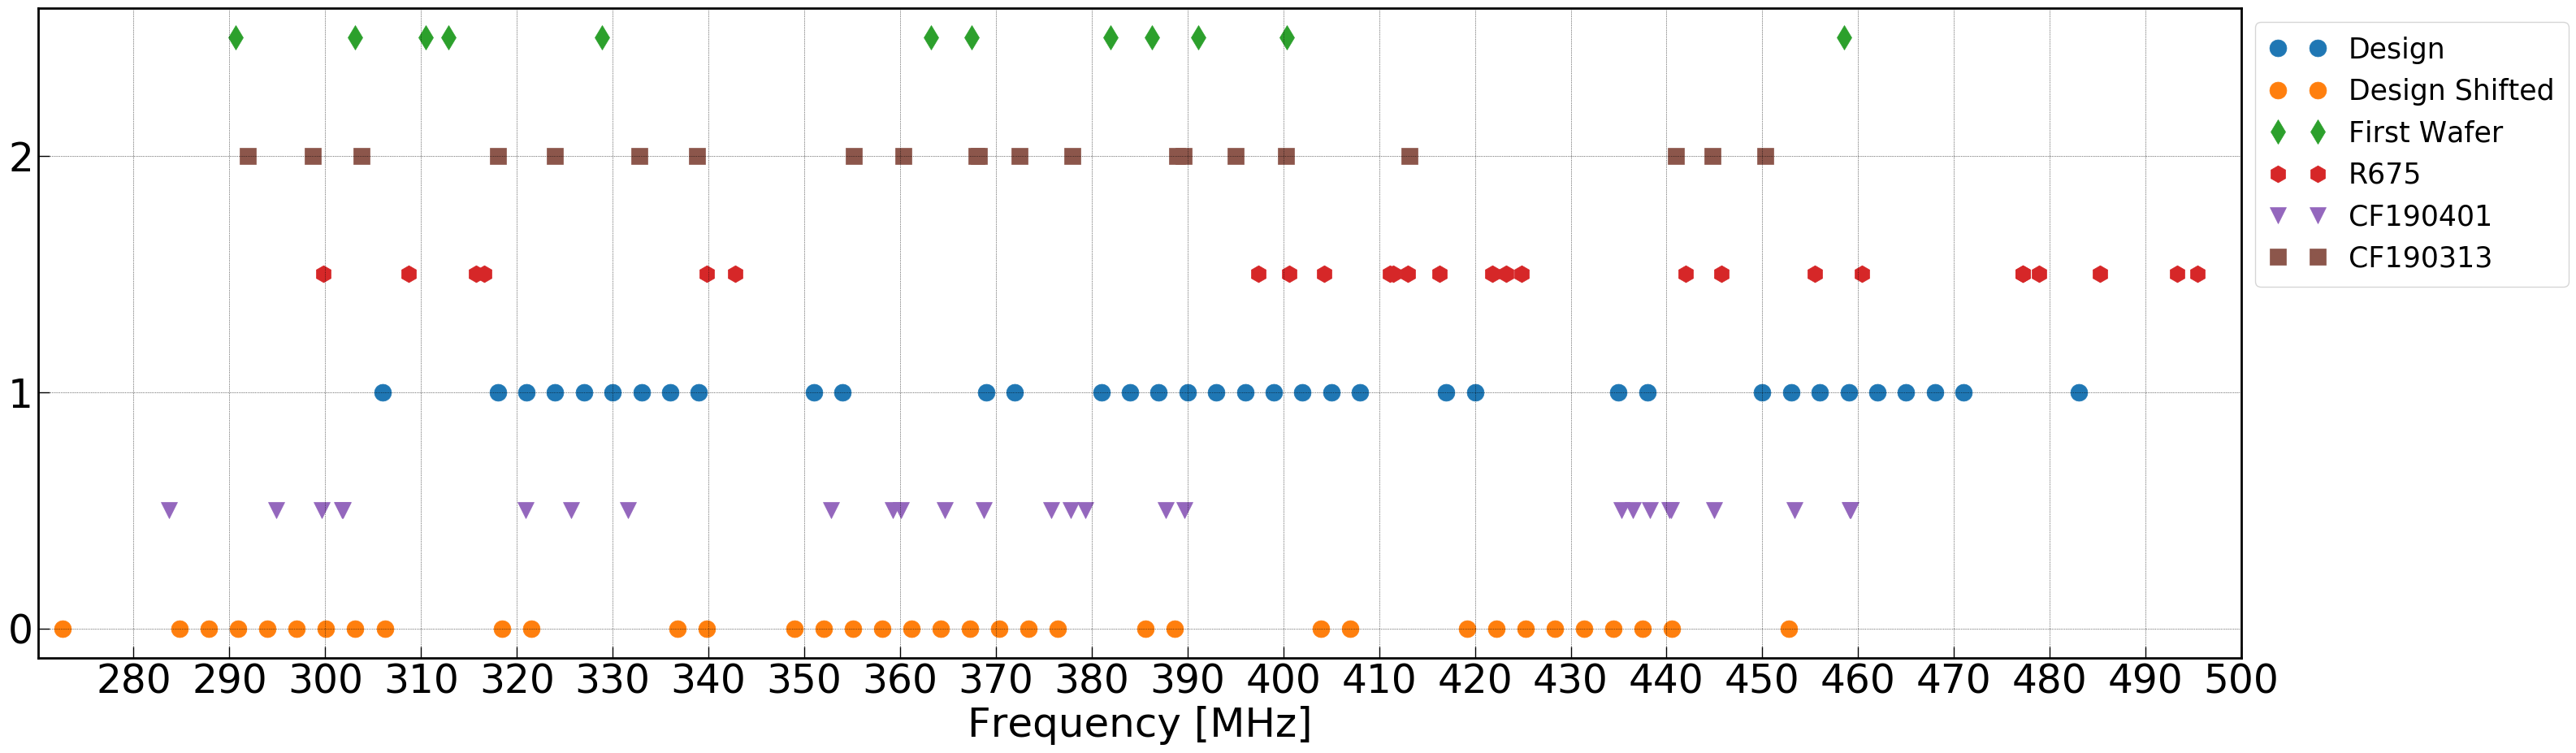 2
1
0
280 290 300 310 320 330 340 350 360 370 380 390 400 410 420 430 440 450 460 470 480 490 500
Frequency [MHz]
Design
Design Shifted
First Wafer
R675
CF190401
CF190313